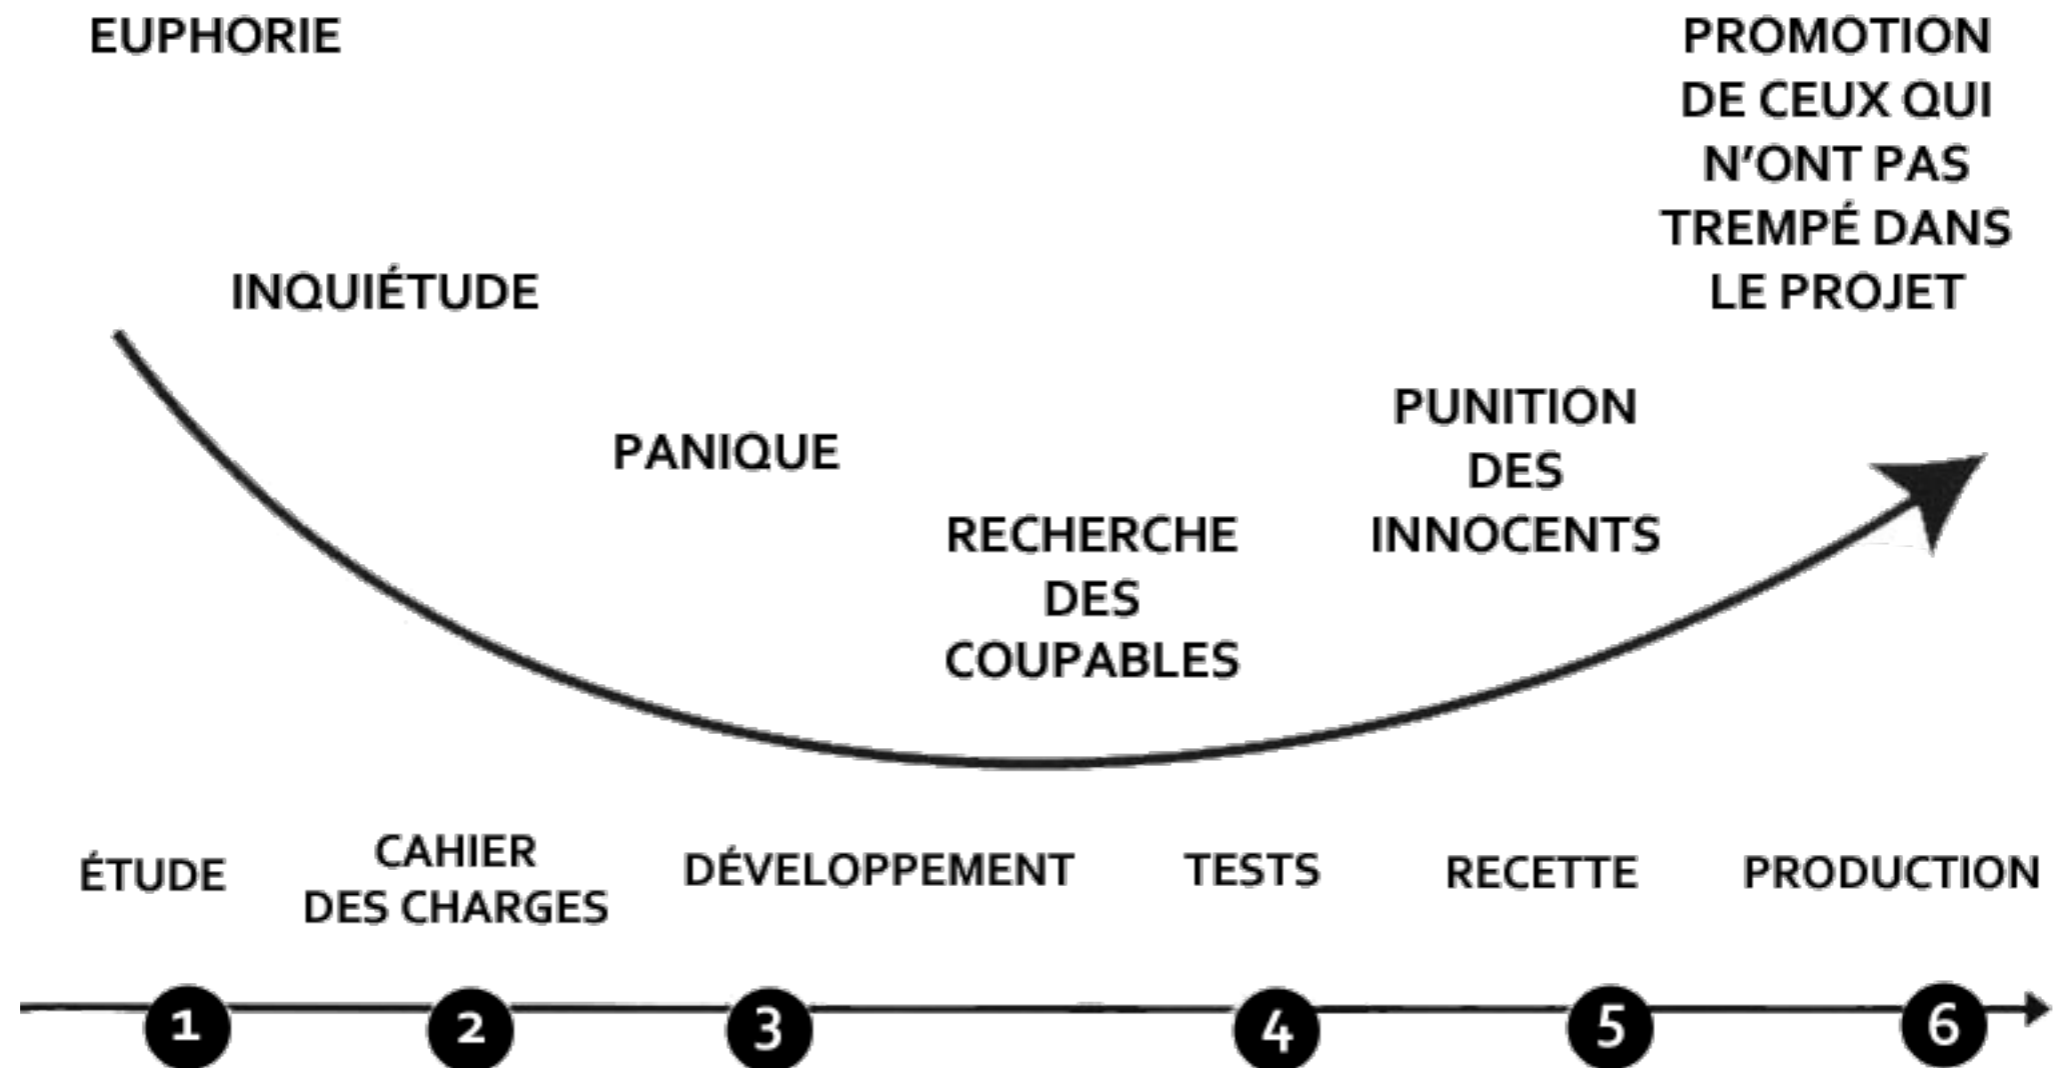 EUPHORIE
INQUIÉTUDE
PANIQUE
RECHERCHE
DES
COUPABLES
PUNITION
DES
INNOCENTS
PROMOTION
DE CEUX QUI
N'ONT PAS
TREMPÉ DANS
LE PROJET
ÉTUDE
CAHIER
DES CHARGES
DÉVELOPPEMENT
TESTS
RECETTE
PRODUCTION
1
2
3
4
5
6